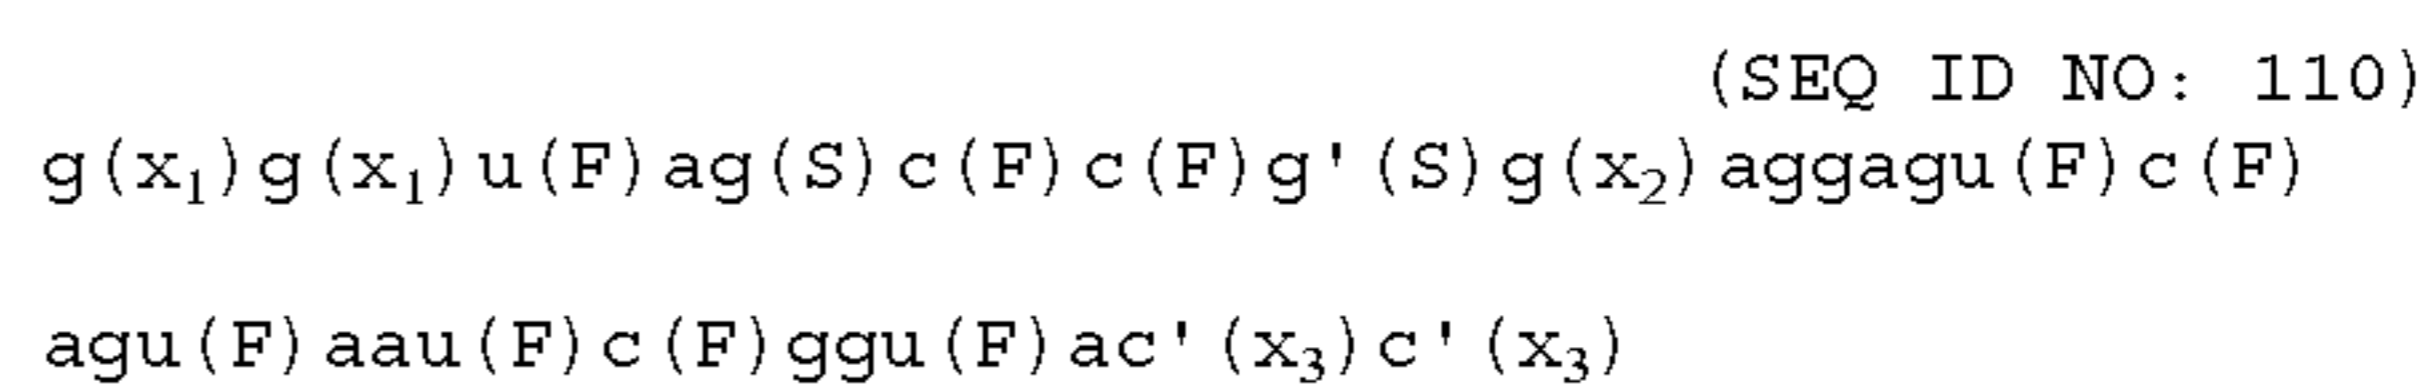 (SEQ ID NO: 110)
g(x₁)g(x₁)u(F)ag(S)c(F)c(F)g'(S)g(x₂)aggagu(F)c(F)
agu(F)aau(F)c(F)ggu(F)ac'(x₃)c'(x₃)